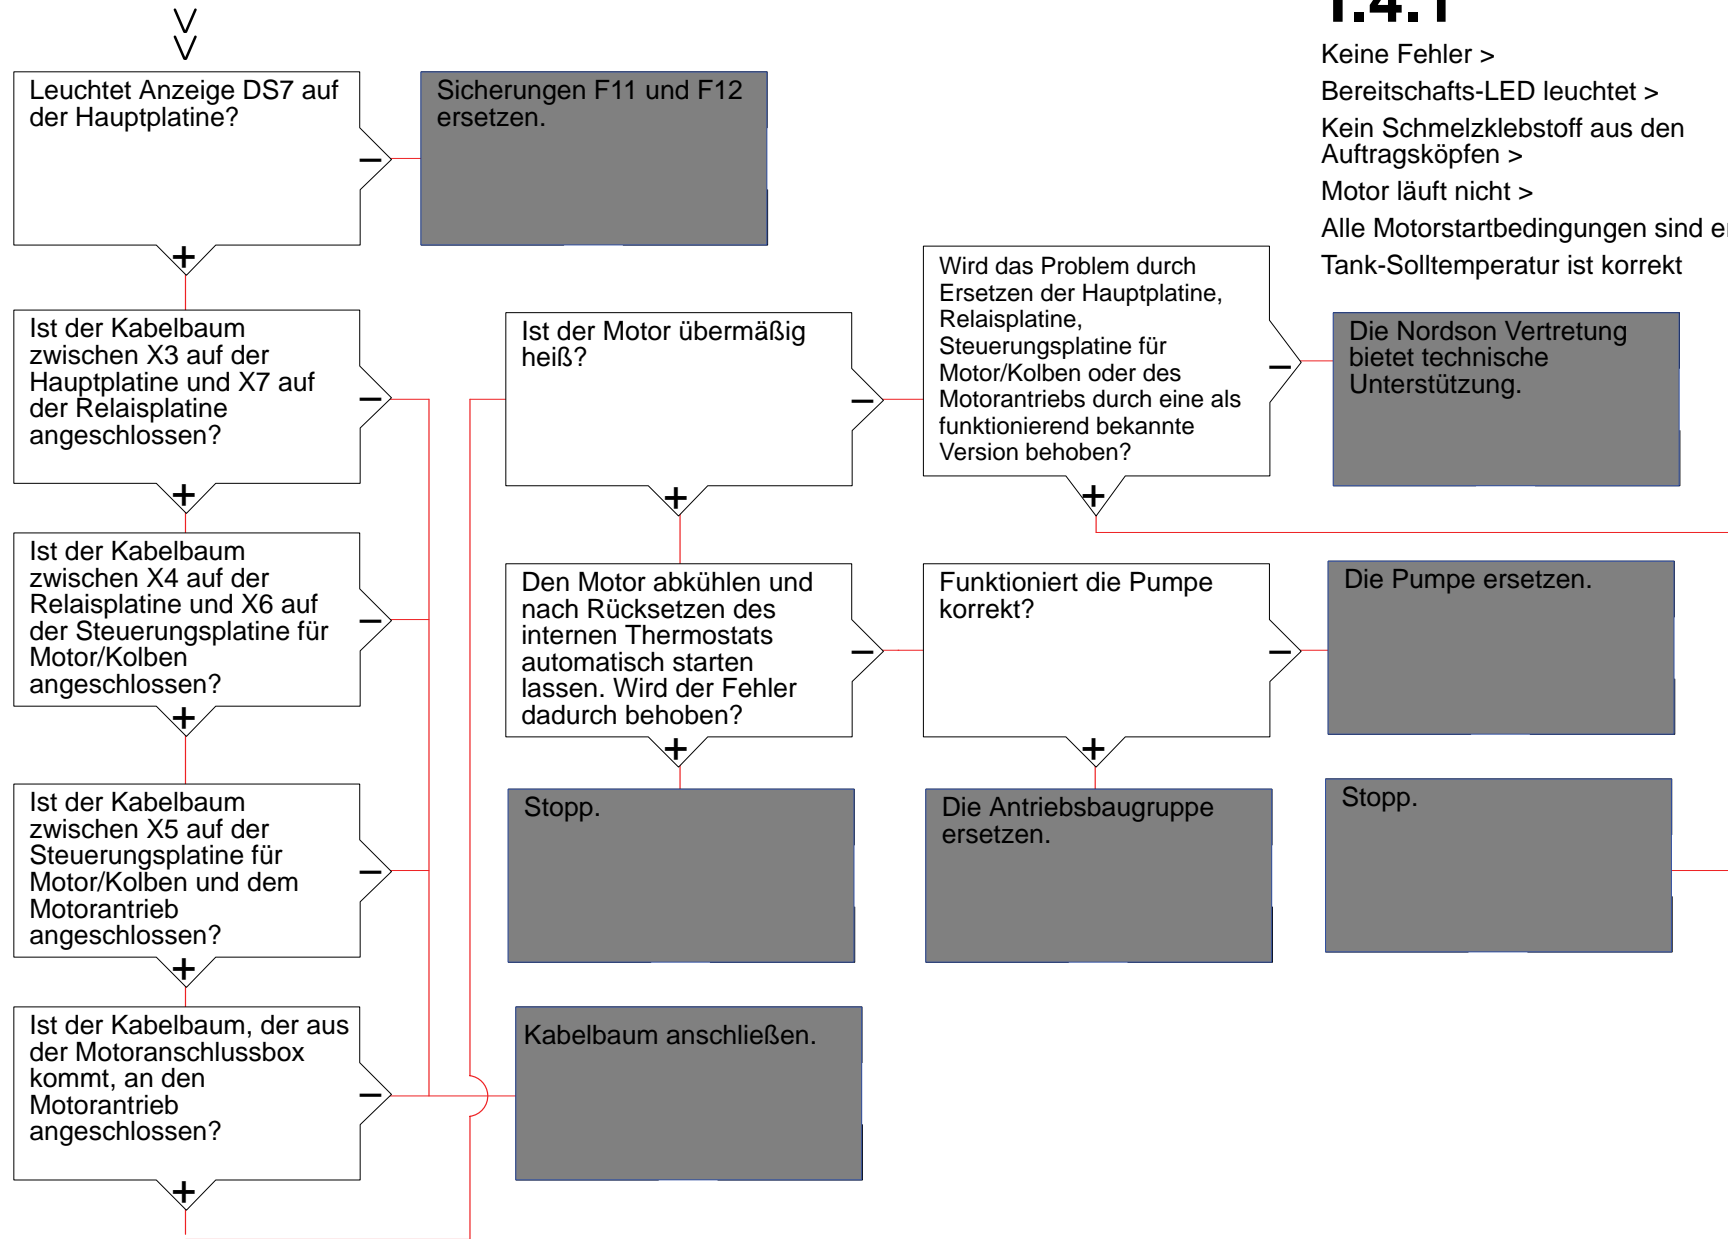 1.4.1
Keine Fehler >
Bereitschafts-LED leuchtet >
Kein Schmelzklebstoff aus den
Auftragsköpfen >
Motor läuft nicht >
Alle Motorstartbedingungen sind
Tank-Solltemperatur ist korrekt
Leuchtet Anzeige DS7 auf
der Hauptplatine?
–
+
Sicherungen F11 und F12
ersetzen.
Ist der Kabelbaum
zwischen X3 auf der
Hauptplatine und X7 auf
der Relaisplatine
angeschlossen?
–
+
Ist der Kabelbaum
zwischen X4 auf der
Relaisplatine und X6 auf
der Steuerungsplatine für
Motor/Kolben
angeschlossen?
–
+
Ist der Kabelbaum
zwischen X5 auf der
Steuerungsplatine für
Motor/Kolben und dem
Motorantrieb
angeschlossen?
–
+
Ist der Kabelbaum, der aus
der Motoranschlussbox
kommt, an den
Motorantrieb
angeschlossen?
–
+
Kabelbaum anschließen.
Ist der Motor übermäßig
heiß?
–
+
Wird das Problem durch
Ersetzen der Hauptplatine,
Relaisplatine,
Steuerungsplatine für
Motor/Kolben oder des
Motorantriebs durch eine als
funktionierend bekannte
Version behoben?
–
+
Die Nordson Vertretung
bietet technische
Unterstützung.
Den Motor abkühlen und
nach Rücksetzen des
internen Thermostats
automatisch starten
lassen. Wird der Fehler
dadurch behoben?
–
+
Funktioniert die Pumpe
korrekt?
–
+
Die Pumpe ersetzen.
Stopp.
Die Antriebsbaugruppe
ersetzen.
Stopp.